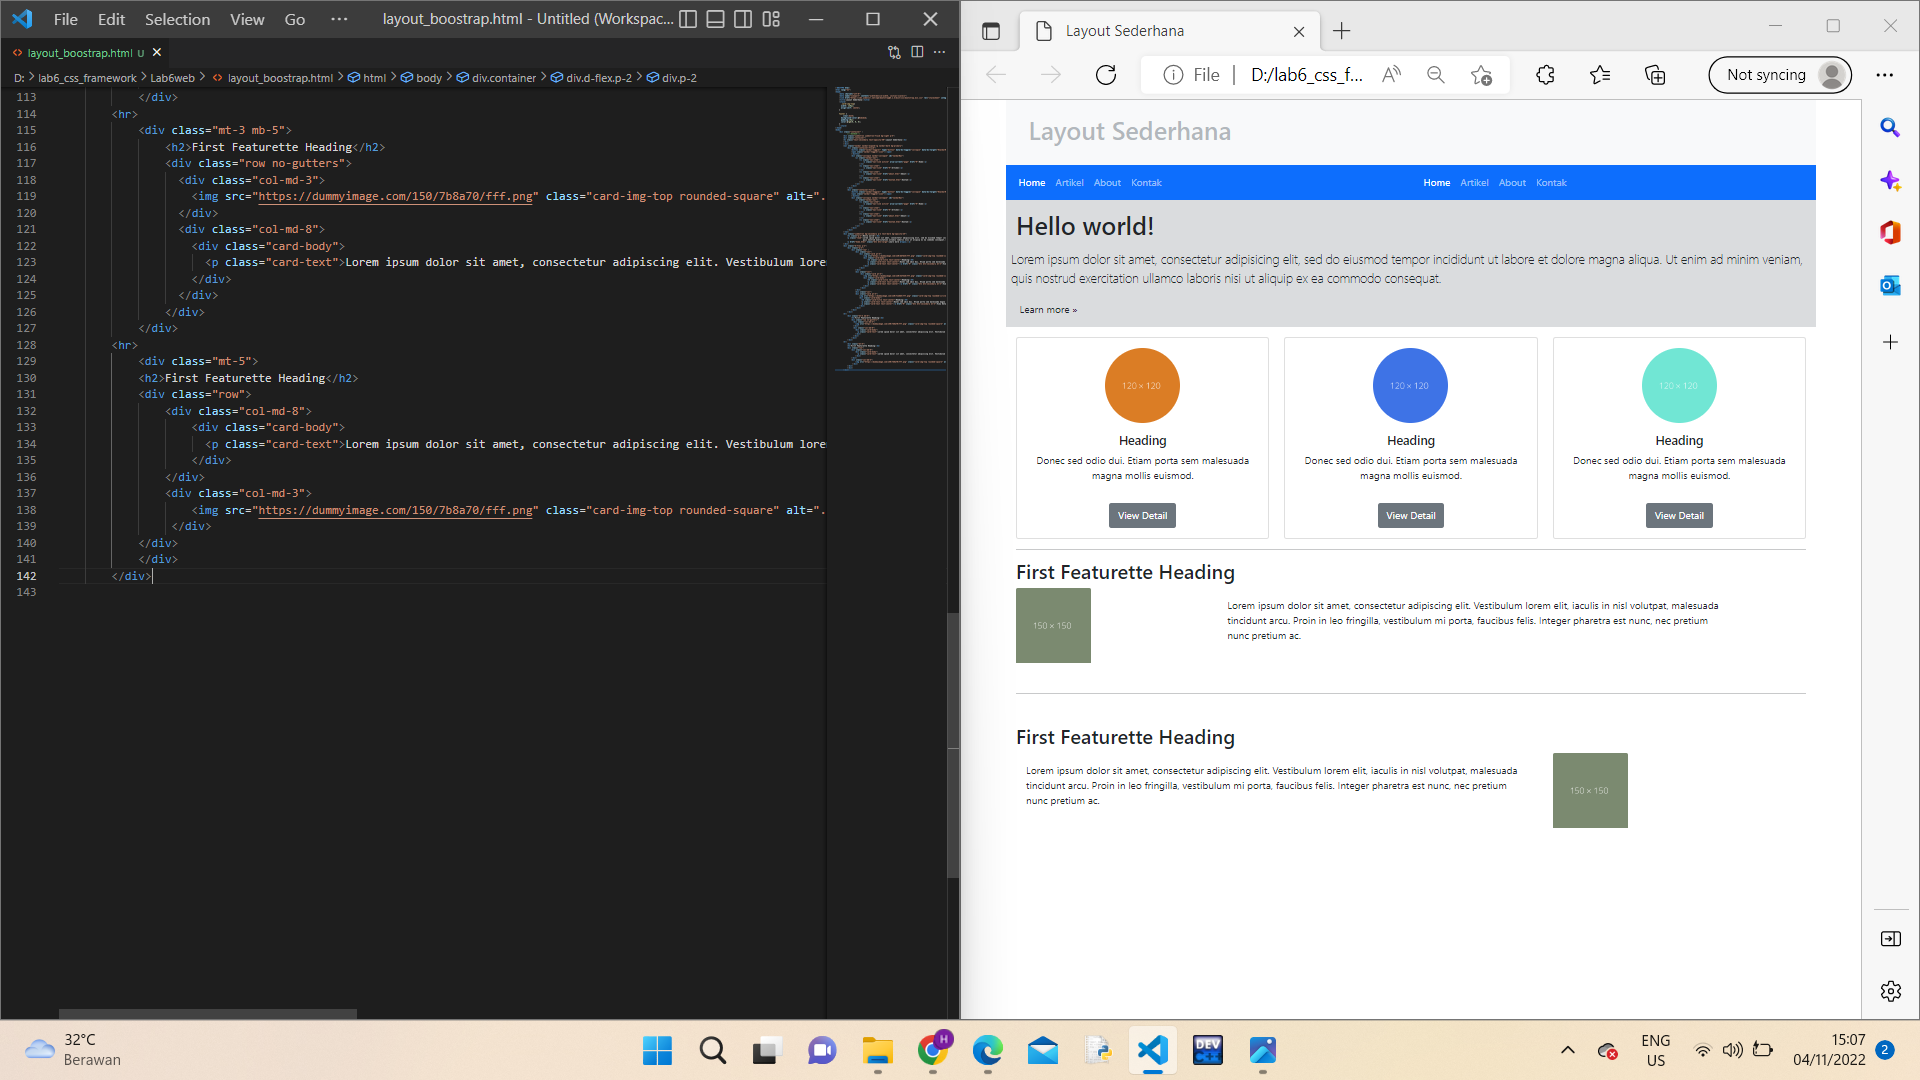 File Edit Selection View Go ··· layout_boostrap.html - Untitled (Workspac...
layout_boostrap.html U
D: > lab6_css_framework > Lab6web > layout_boostrap.html > html > body > div.container > div.d-flex.p-2 > div.p-2
113 </div>
114 <hr>
115 <div class="mt-3 mb-5">
116 <h2>First Featurette Heading</h2>
117 <div class="row no-gutters">
118 <div class="col-md-3">
119 <img src="https://dummyimage.com/150/7b8a70/fff.png" class="card-img-top rounded-square" alt=".
120 </div>
121 <div class="col-md-8">
122 <div class="card-body">
123 <p class="card-text">Lorem ipsum dolor sit amet, consectetur adipiscing elit. Vestibulum lore
124 </div>
125 </div>
126 </div>
127 </div>
128 <hr>
129 <div class="mt-5">
130 <h2>First Featurette Heading</h2>
131 <div class="row">
132 <div class="col-md-8">
133 <div class="card-body">
134 <p class="card-text">Lorem ipsum dolor sit amet, consectetur adipiscing elit. Vestibulum lore
135 </div>
136 </div>
137 <div class="col-md-3">
138 <img src="https://dummyimage.com/150/7b8a70/fff.png" class="card-img-top rounded-square" alt=".
139 </div>
140 </div>
141 </div>
142 </div>
143
Layout Sederhana
File D:/lab6_css_f... Not syncing
Layout Sederhana
Home Artikel About Kontak Home Artikel About Kontak
Hello world!
Lorem ipsum dolor sit amet, consectetur adipisicing elit, sed do eiusmod tempor incididunt ut labore et dolore magna aliqua. Ut enim ad minim veniam,
quis nostrud exercitation ullamco laboris nisi ut aliquip ex ea commodo consequat.
Learn more »
120 × 120
Heading
Donec sed odio dui. Etiam porta sem malesuada
magna mollis euismod.
View Detail
120 × 120
Heading
Donec sed odio dui. Etiam porta sem malesuada
magna mollis euismod.
View Detail
120 × 120
Heading
Donec sed odio dui. Etiam porta sem malesuada
magna mollis euismod.
View Detail
First Featurette Heading
150 × 150
Lorem ipsum dolor sit amet, consectetur adipiscing elit. Vestibulum lorem elit, iaculis in nisl volutpat, malesuada
tincidunt arcu. Proin in leo fringilla, vestibulum mi porta, faucibus felis. Integer pharetra est nunc, nec pretium
nunc pretium ac.
First Featurette Heading
Lorem ipsum dolor sit amet, consectetur adipiscing elit. Vestibulum lorem elit, iaculis in nisl volutpat, malesuada
tincidunt arcu. Proin in leo fringilla, vestibulum mi porta, faucibus felis. Integer pharetra est nunc, nec pretium
nunc pretium ac.
150 × 150
32°C
Berawan
H
DEV
C++
ENG
US
15:07
04/11/2022
2